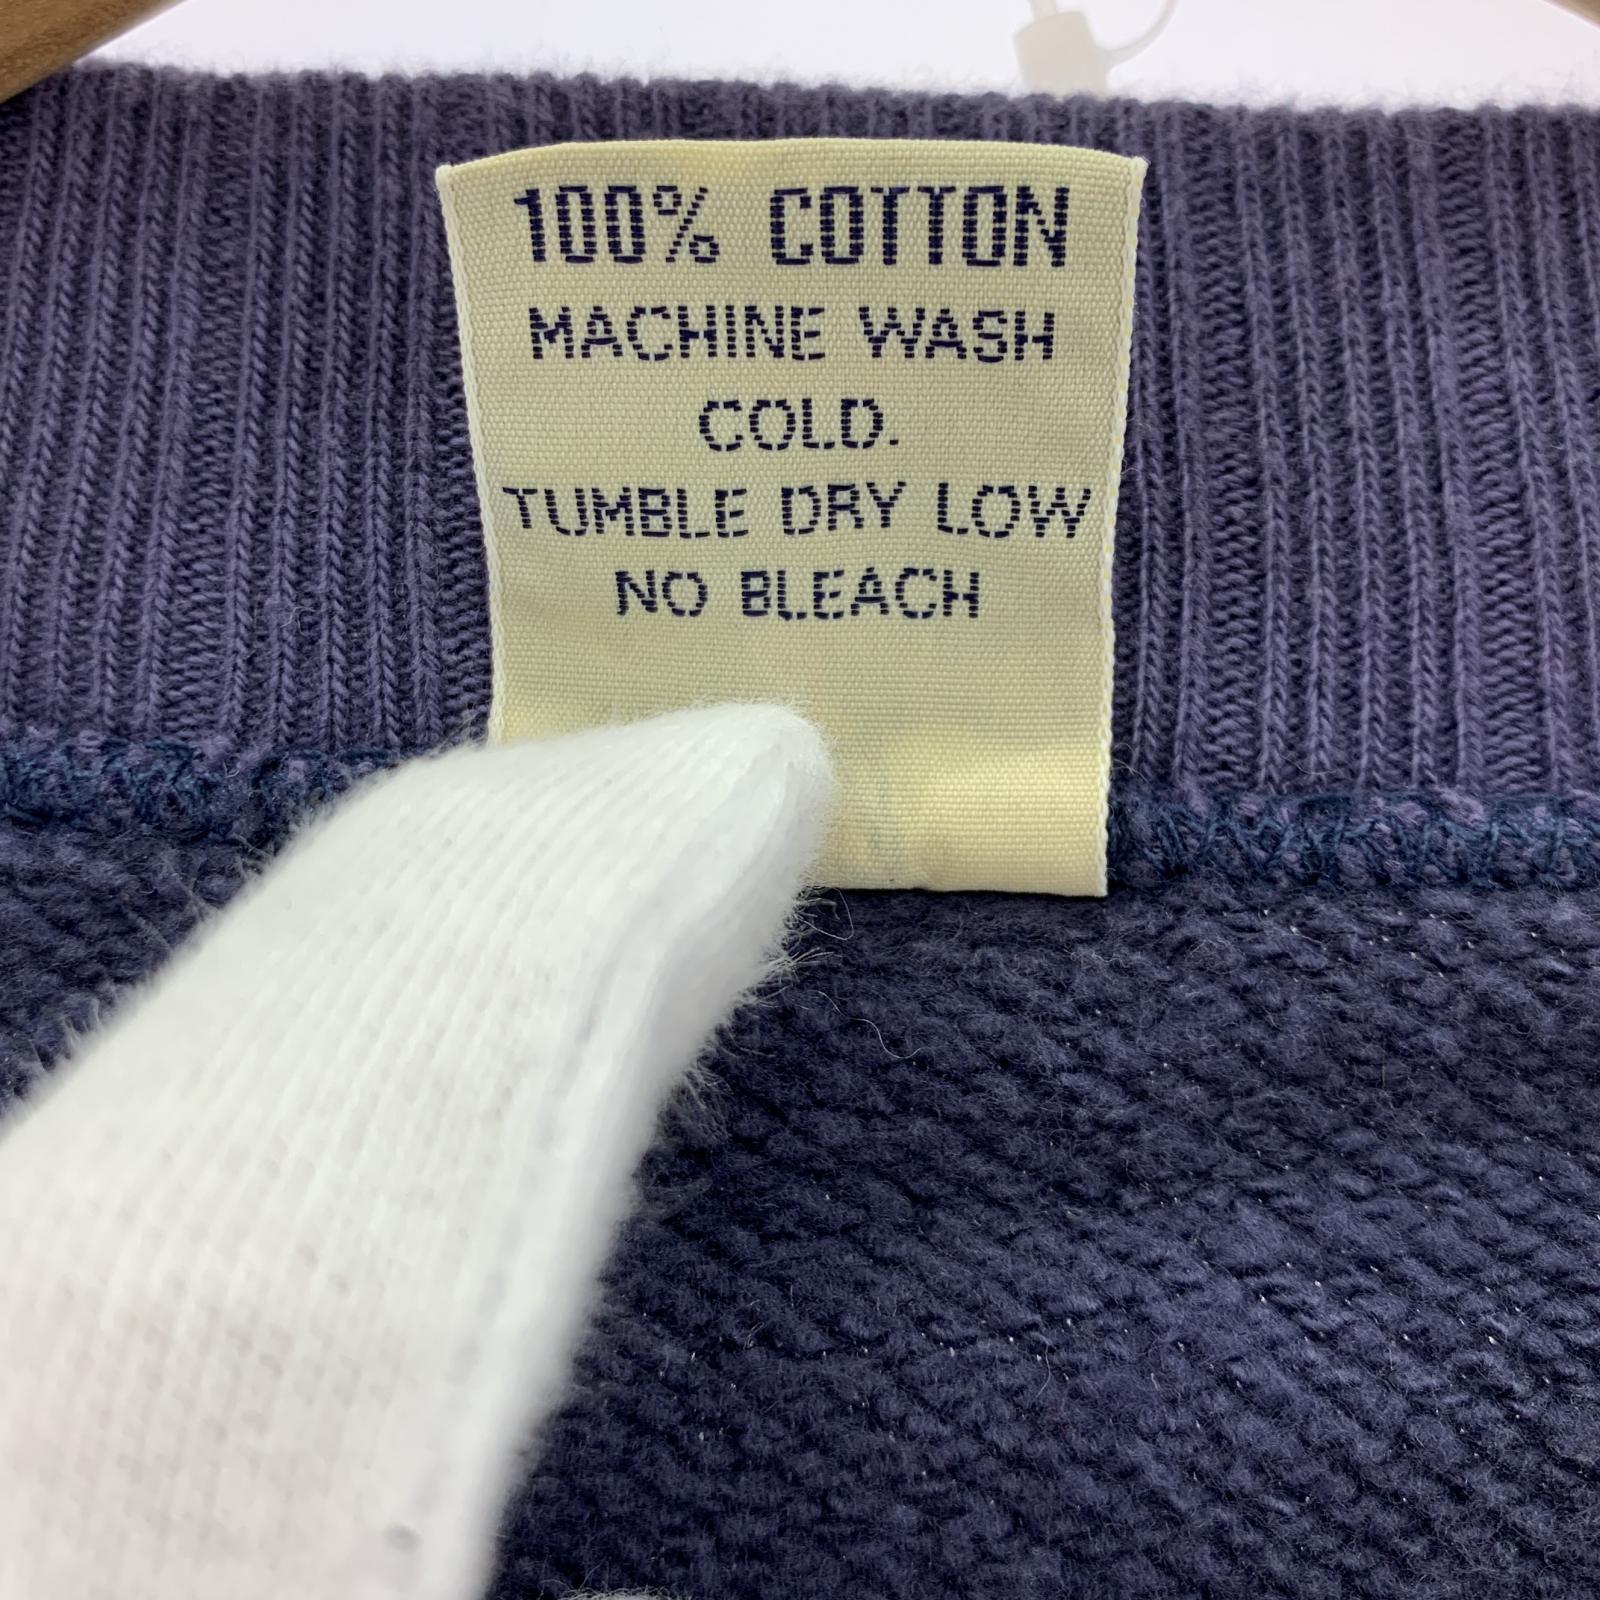 100% COTTON
MACHINE WASH
COLD.
TUMBLE DRY LOW
NO BLEACH